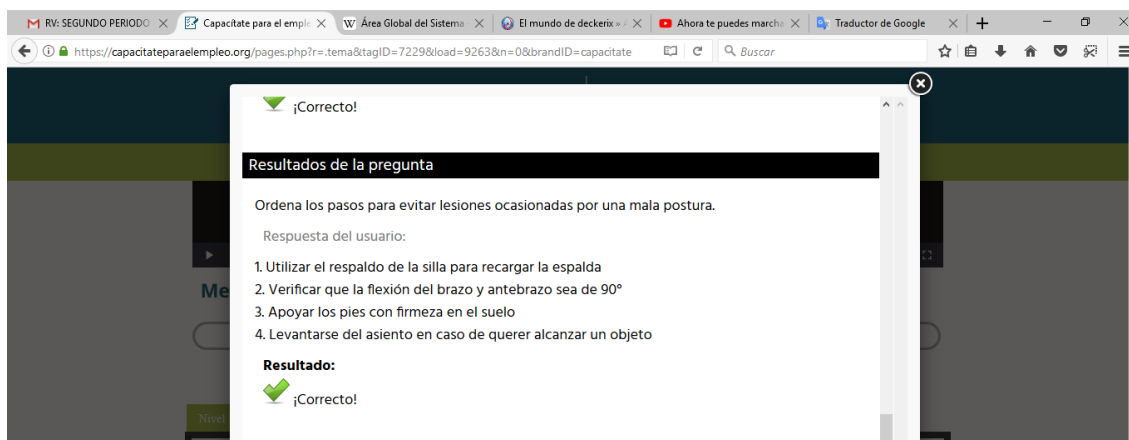 RV: SEGUNDO PERIODO
Capacítate para el emple
Área Global del Sistema
El mundo de deckerix » /
Ahora te puedes marcha
Traductor de Google
https://capacitateparaelempleo.org/pages.php?r=.tema&tagID=7229&load=9263&n=0&brandID=capacitate
Buscar
¡Correcto!
Resultados de la pregunta
Ordena los pasos para evitar lesiones ocasionadas por una mala postura.
Respuesta del usuario:
1. Utilizar el respaldo de la silla para recargar la espalda
2. Verificar que la flexión del brazo y antebrazo sea de 90°
3. Apoyar los pies con firmeza en el suelo
4. Levantarse del asiento en caso de querer alcanzar un objeto
Resultado:
¡Correcto!
Me
Nivel